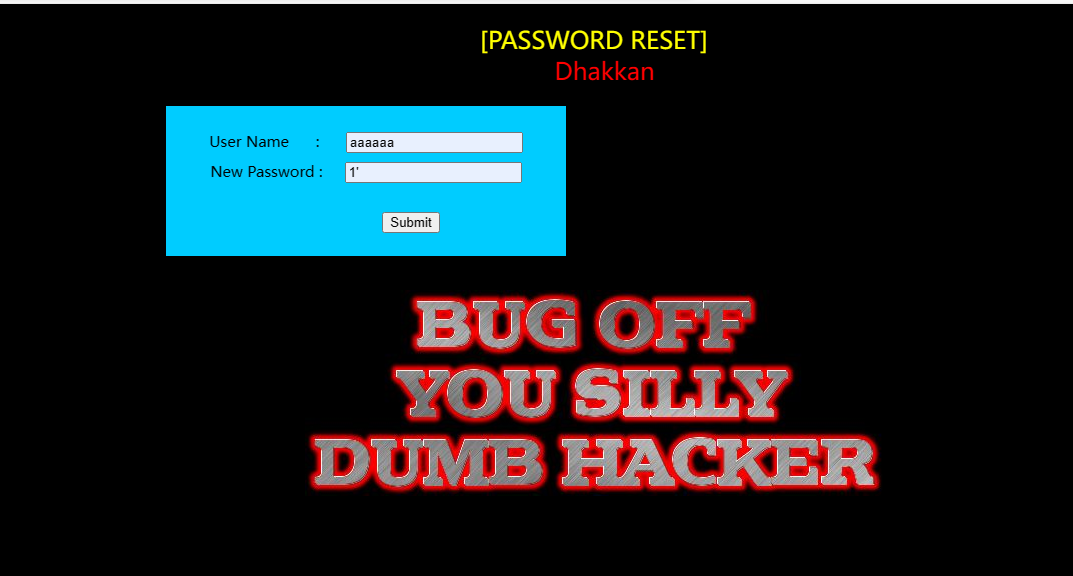 [PASSWORD RESET]
Dhakkan
User Name : aaaaaa
New Password : 1'
Submit
BUG OFF
YOU SILLY
DUMB HACKER